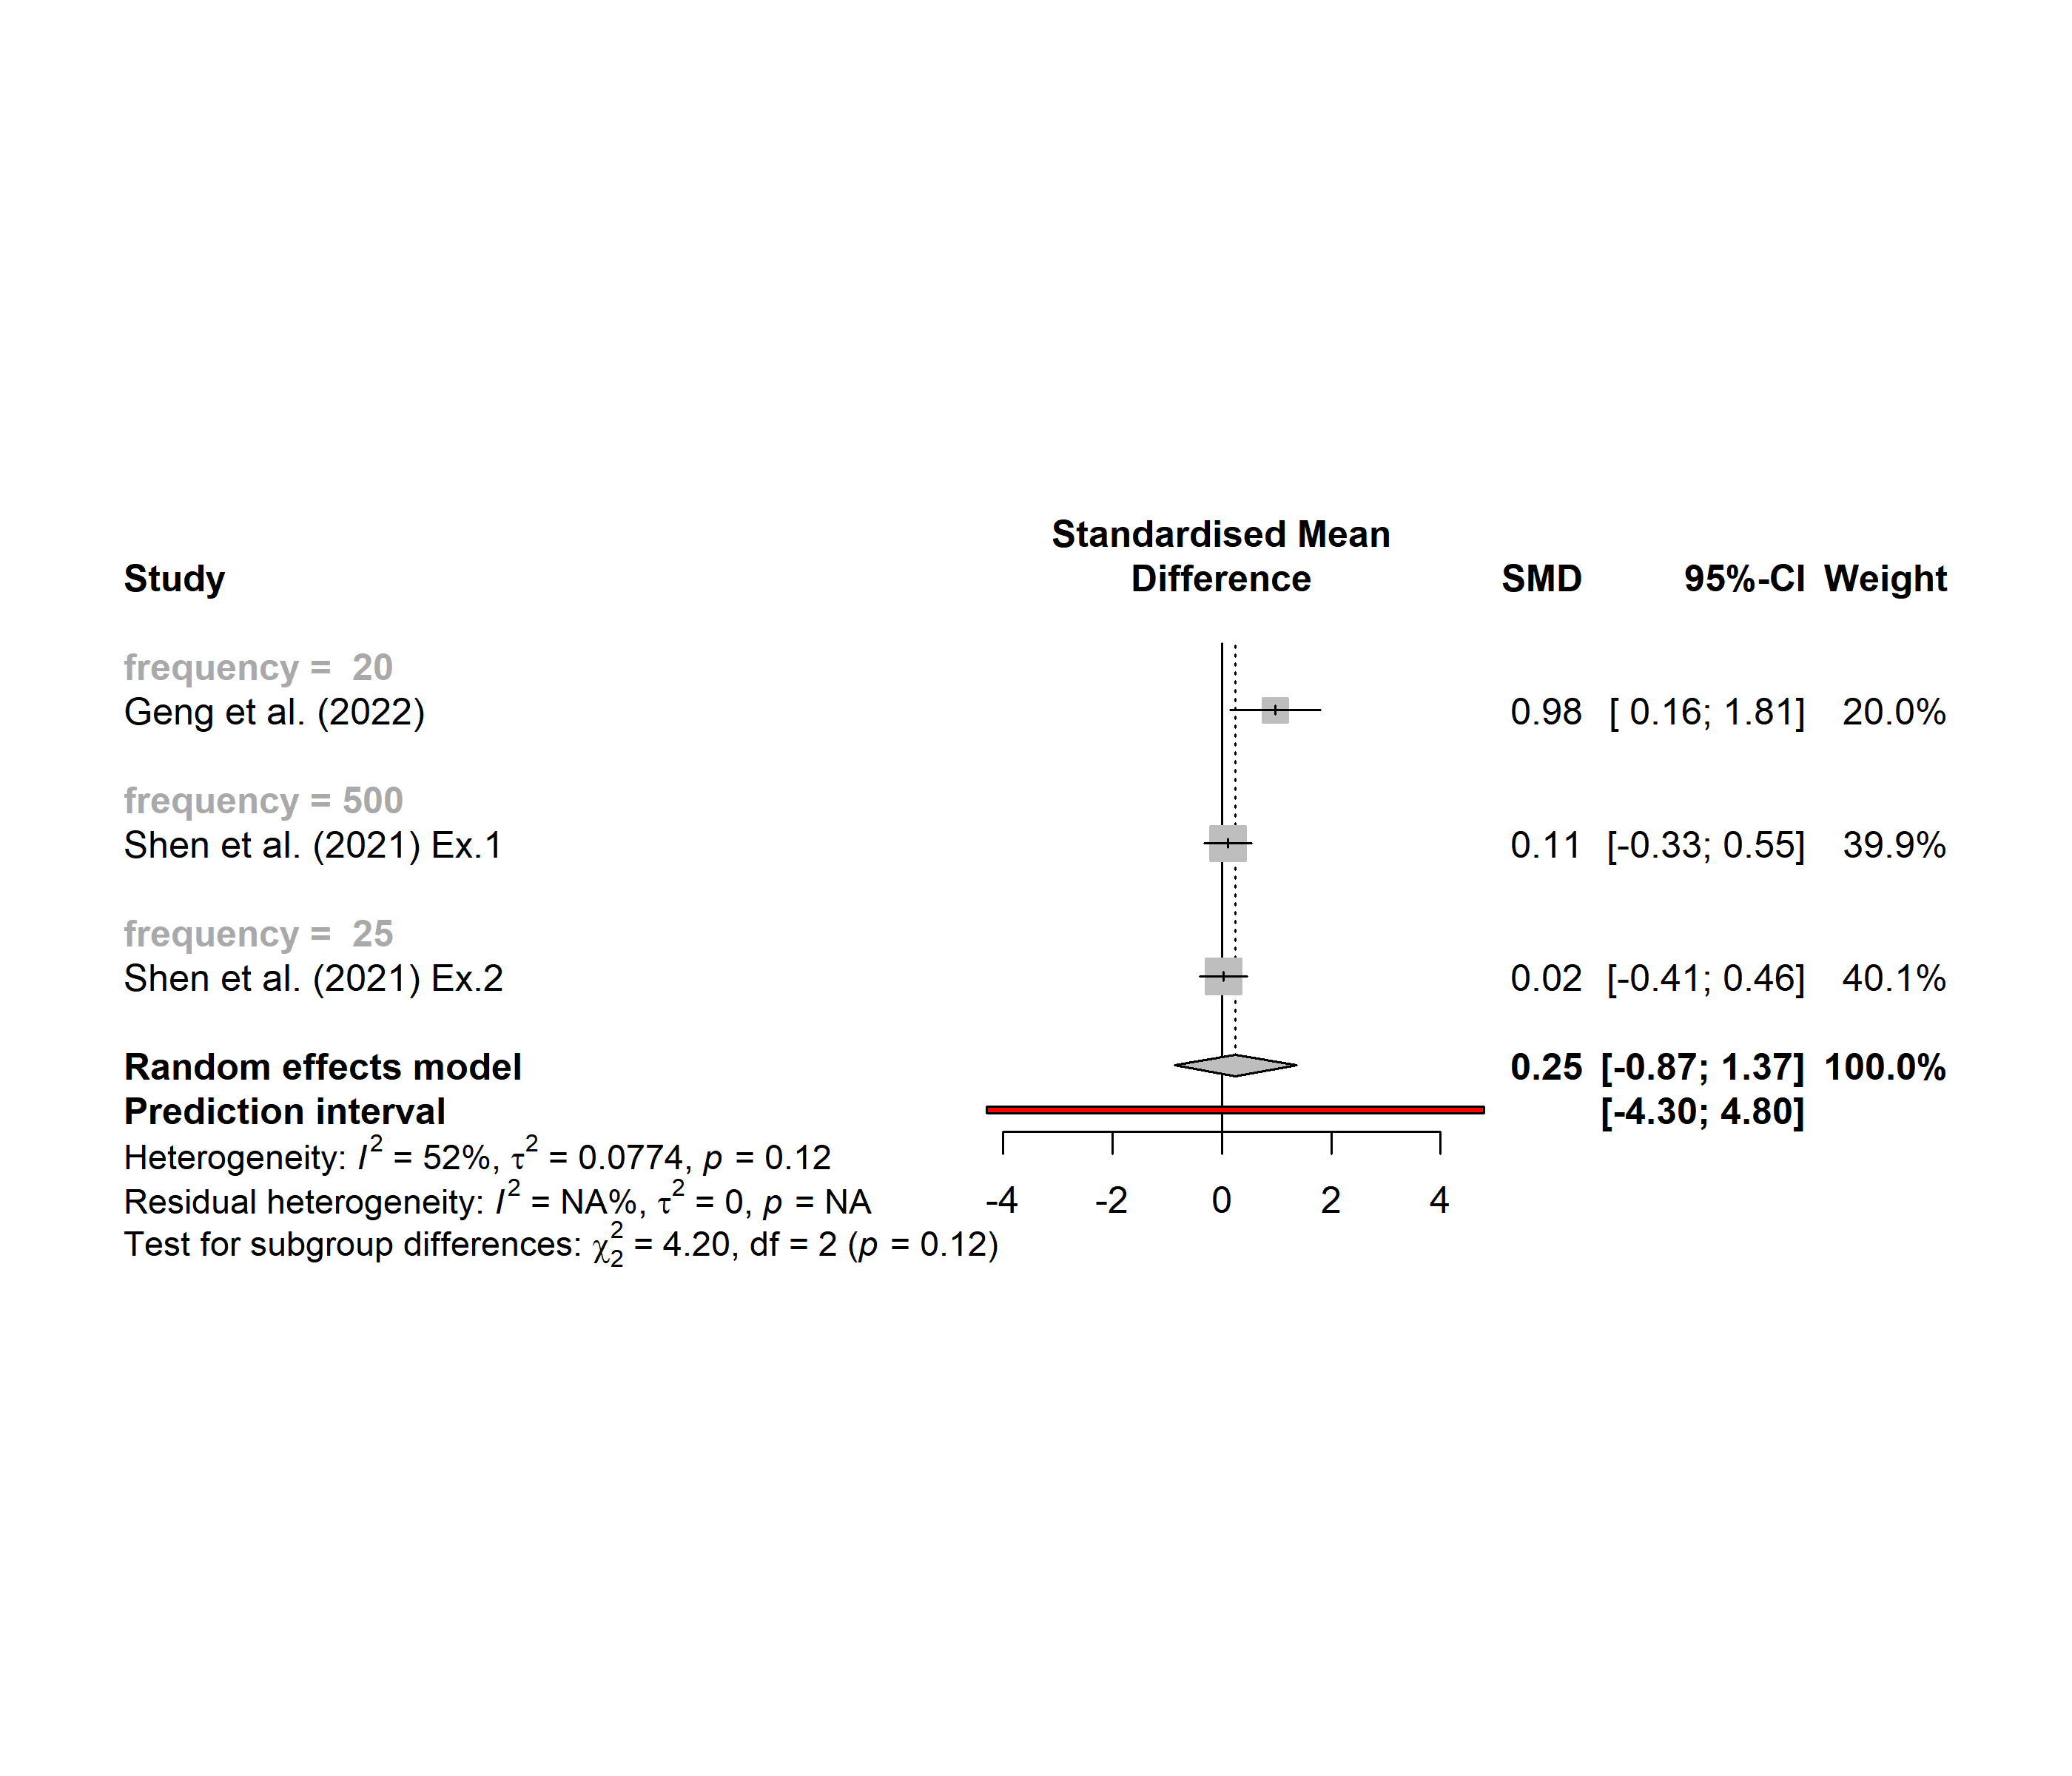 Standardised Mean
Study Difference SMD 95%-CI Weight
frequency =  20
Geng et al. (2022) 0.98 [ 0.16; 1.81] 20.0%
frequency = 500
Shen et al. (2021) Ex.1 0.11 [-0.33; 0.55] 39.9%
frequency =  25
Shen et al. (2021) Ex.2 0.02 [-0.41; 0.46] 40.1%
Random effects model 0.25 [-0.87; 1.37] 100.0%
Prediction interval [-4.30; 4.80]
Heterogeneity: I² = 52%, τ² = 0.0774, p = 0.12
Residual heterogeneity: I² = NA%, τ² = 0, p = NA
-4 -2 0 2 4
Test for subgroup differences: χ²₂ = 4.20, df = 2 (p = 0.12)